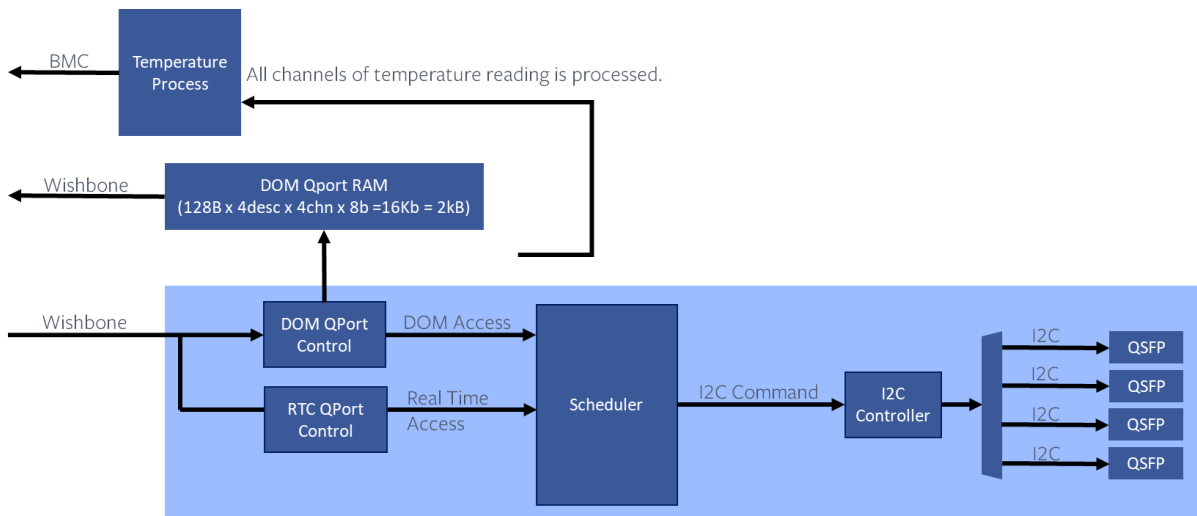 BMC
Temperature
Process
All channels of temperature reading is processed.
Wishbone
DOM Qport RAM
(128B x 4desc x 4chn x 8b =16Kb = 2kB)
Wishbone
DOM QPort
Control
DOM Access
RTC QPort
Control
Real Time
Access
Scheduler
I2C Command
I2C
Controller
I2C
QSFP
I2C
QSFP
I2C
QSFP
I2C
QSFP